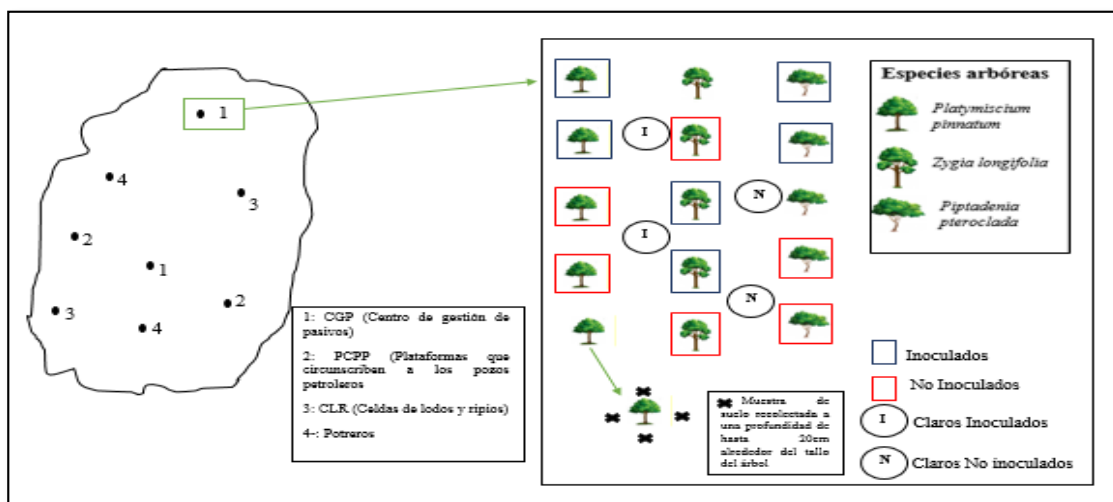 1
4
3
2
1
2
3
4
1: CGP (Centro de gestión de
pasivos)
2: PCPP (Plataformas que
circunscriben a los pozos
petroleros
3: CLR (Celdas de lodos y ripios)
4-: Potreros
I
N
I
N
Especies arbóreas
Platymiscium
pinnatum
Zygia longifolia
Piptadenia
pteroclada
Inoculados
No Inoculados
I Claros Inoculados
N Claros No inoculados
Muestra de
suelo recolectada a
una profundidad de
hasta 20cm
alrededor del tallo
del árbol